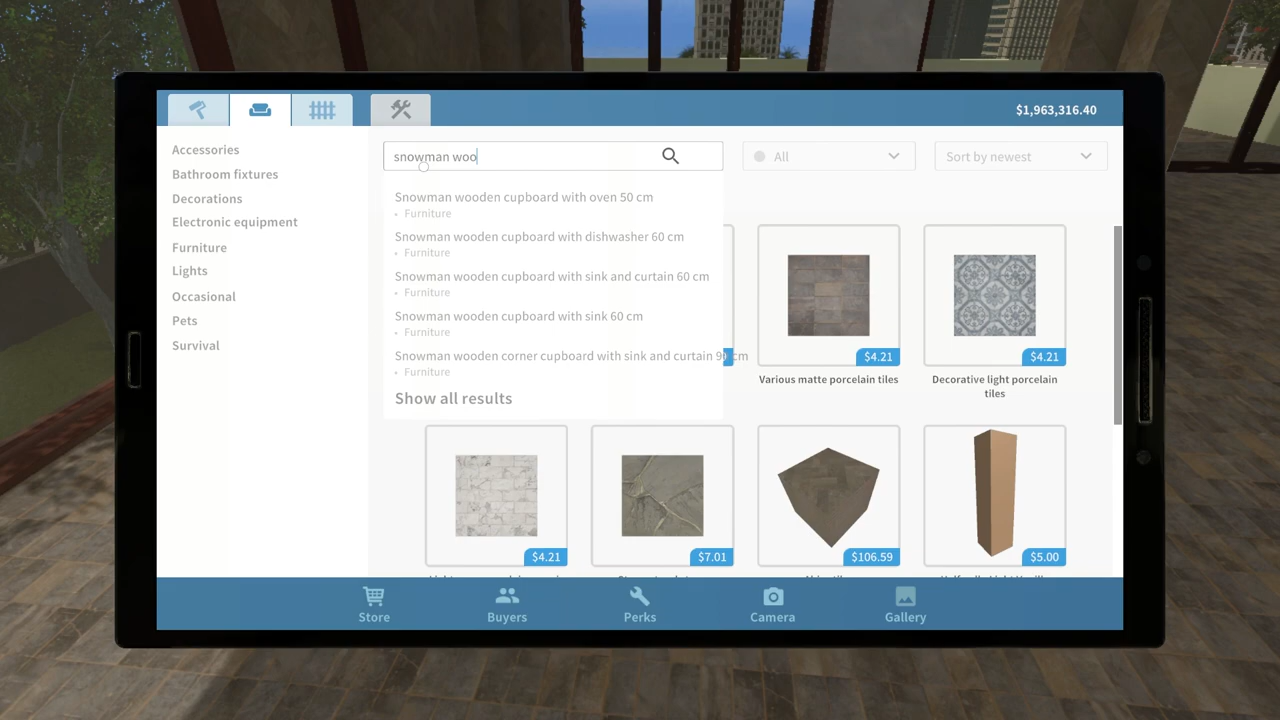 $1,963,316.40
Accessories
Bathroom fixtures
Decorations
Electronic equipment
Furniture
Lights
Occasional
Pets
Survival
snowman woo
All
Sort by newest
Snowman wooden cupboard with oven 50 cm
• Furniture
Snowman wooden cupboard with dishwasher 60 cm
• Furniture
Snowman wooden cupboard with sink and curtain 60 cm
• Furniture
Snowman wooden cupboard with sink 60 cm
• Furniture
Snowman wooden corner cupboard with sink and curtain 90 cm
• Furniture
Show all results
$4.21
$4.21
Various matte porcelain tiles
Decorative light porcelain
tiles
$4.21
$7.01
$106.59
$5.00
Store
Buyers
Perks
Camera
Gallery